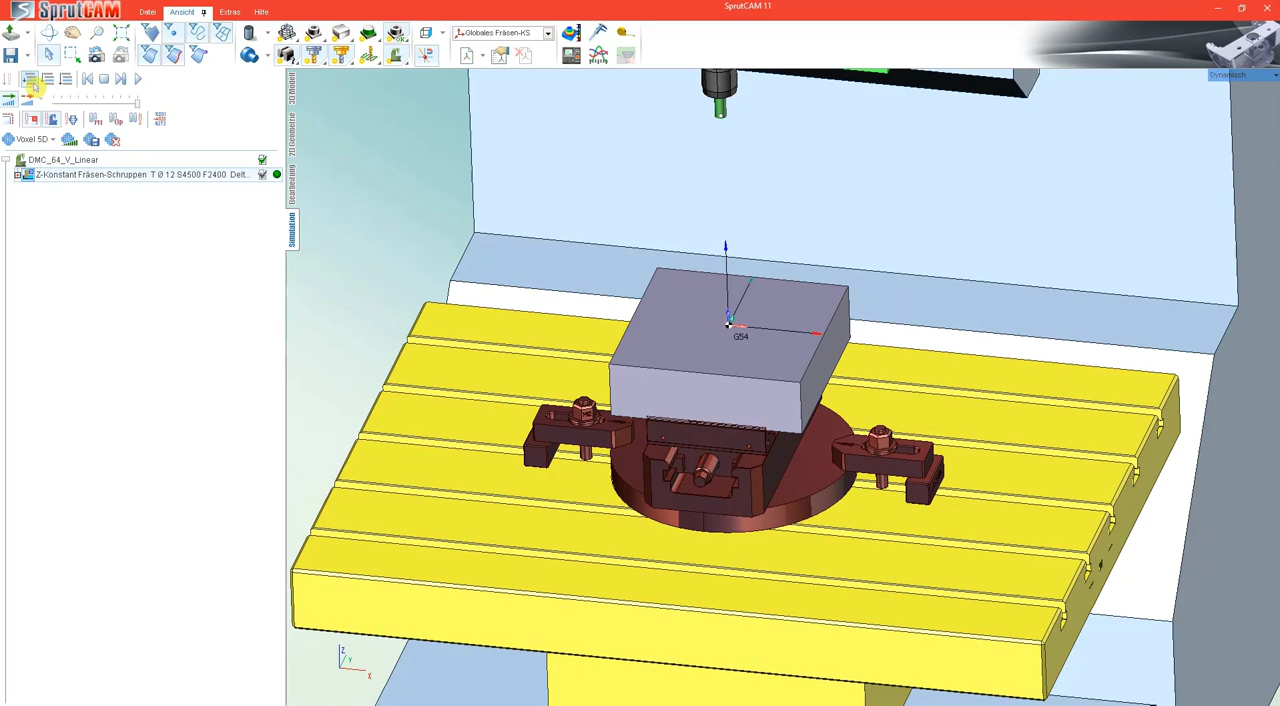 SprutCAM
Datei
Ansicht
Extras
Hilfe
SprutCAM 11
Globales Fräsen-KS
Dynamisch
Voxel 5D
DMC_64_V_Linear
Z-Konstant Fräsen-Schruppen T Ø 12 S4500 F2400 Delt...
3D Modell
2D Geometrie
Bearbeitung
Simulation
G54
Z
Y
X